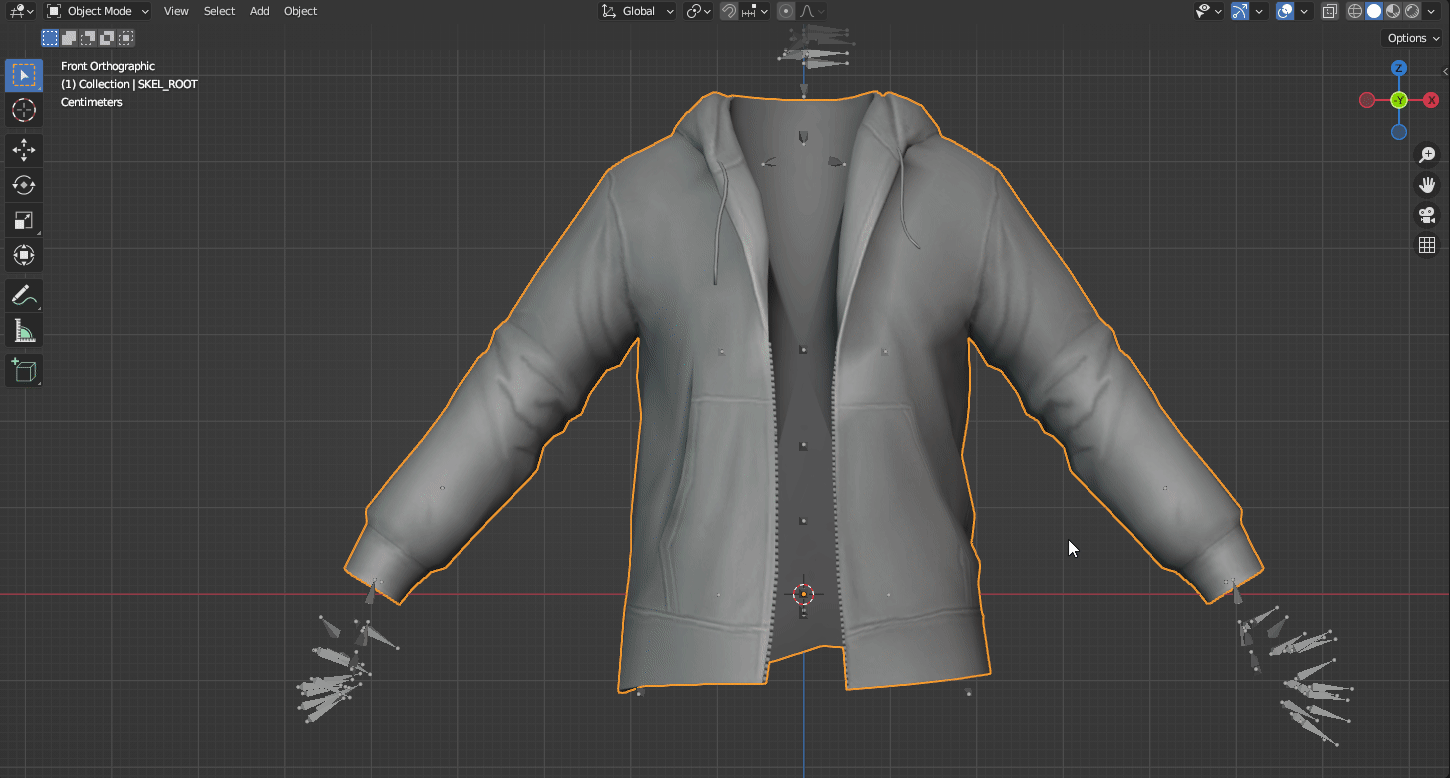 Object Mode View Select Add Object Global
Options
Front Orthographic
(1) Collection | SKEL_ROOT
Centimeters
Z
Y
X